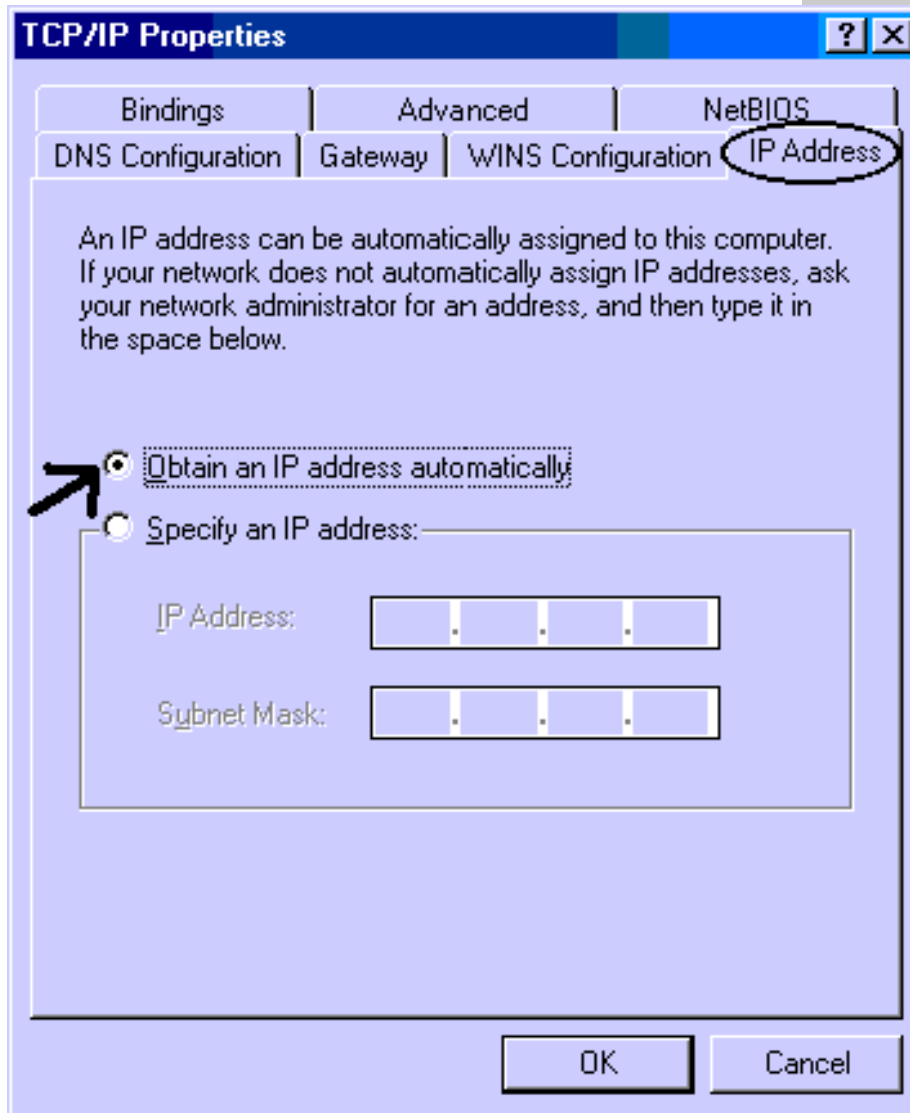 TCP/IP Properties
?
Bindings
Advanced
NetBIOS
DNS Configuration
Gateway
WINS Configuration
IP Address
An IP address can be automatically assigned to this computer.
If your network does not automatically assign IP addresses, ask
your network administrator for an address, and then type it in
the space below.
Obtain an IP address automatically
Specify an IP address:
IP Address:
. . .
Subnet Mask:
. . .
OK
Cancel